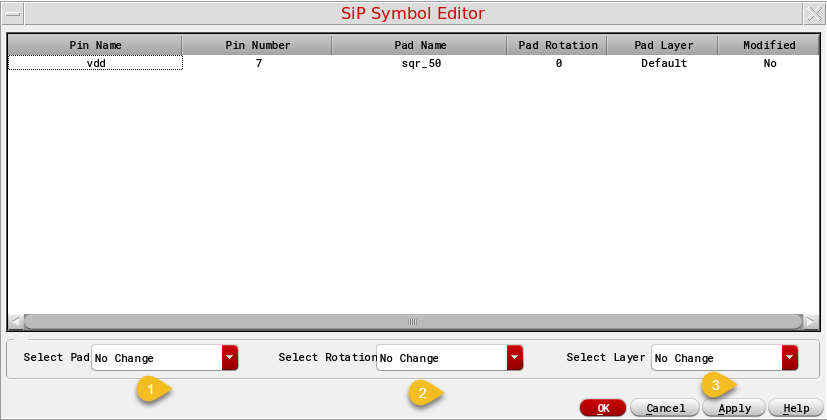 SiP Symbol Editor
Pin Name Pin Number Pad Name Pad Rotation Pad Layer Modified
vdd 7 sqr_50 0 Default No
Select Pad No Change Select Rotation No Change Select Layer No Change
1 2 3
OK Cancel Apply Help